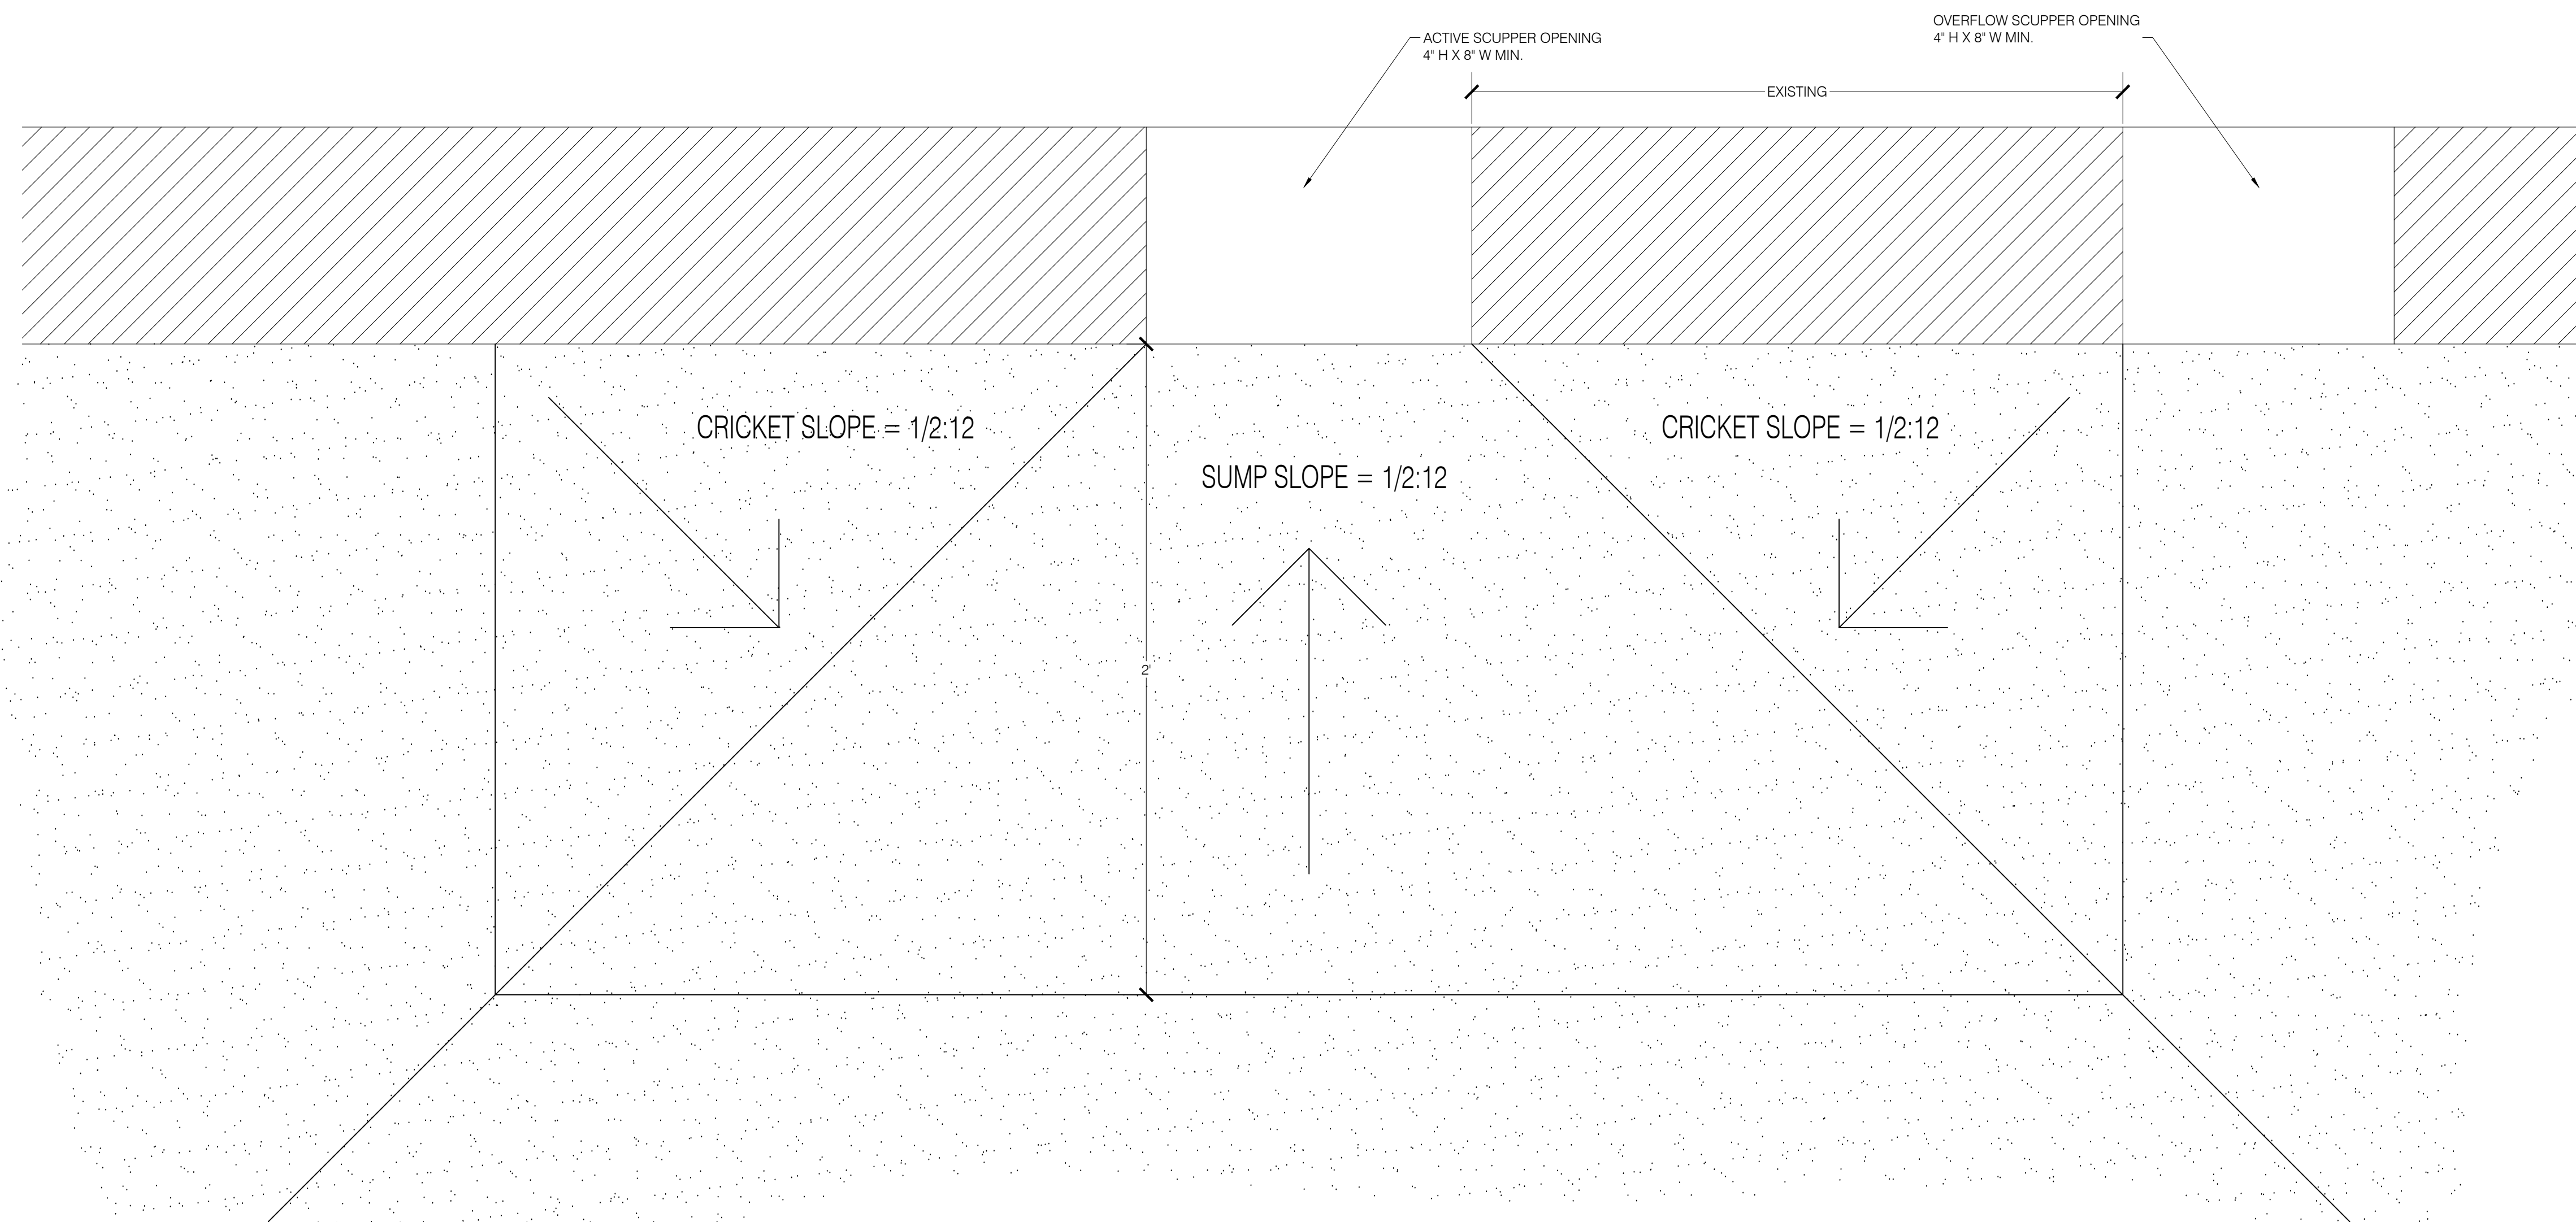 OVERFLOW SCUPPER OPENING
4" H X 8" W MIN.
ACTIVE SCUPPER OPENING
4" H X 8" W MIN.
EXISTING
CRICKET SLOPE = 1/2:12
CRICKET SLOPE = 1/2:12
SUMP SLOPE = 1/2:12
2'